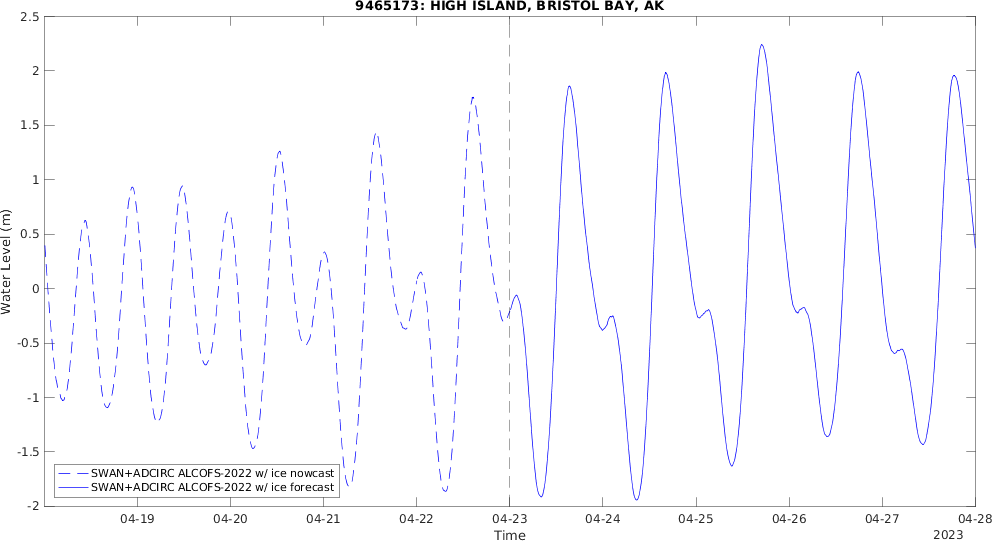 9465173: HIGH ISLAND, BRISTOL BAY, AK
2.5
2
1.5
1
0.5
0
-0.5
-1
-1.5
-2
Water Level (m)
SWAN+ADCIRC ALCOFS-2022 w/ ice nowcast
SWAN+ADCIRC ALCOFS-2022 w/ ice forecast
04-19 04-20 04-21 04-22 04-23 04-24 04-25 04-26 04-27 04-28
Time
2023